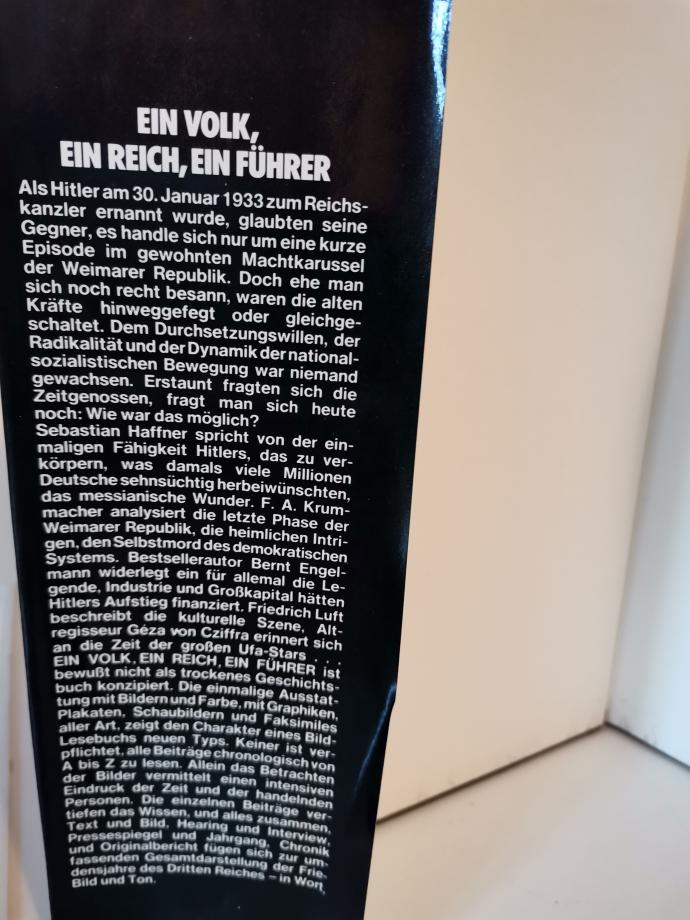 EIN VOLK,
EIN REICH, EIN FÜHRER
Als Hitler am 30. Januar 1933 zum Reichs-
kanzler ernannt wurde, glaubten seine
Gegner, es handle sich nur um eine kurze
Episode im gewohnten Machtkarussel
der Weimarer Republik. Doch ehe man
sich noch recht besann, waren die alten
Kräfte hinweggefegt oder gleichge-
schaltet. Dem Durchsetzungswillen, der
Radikalität und der Dynamik der national-
sozialistischen Bewegung war niemand
gewachsen. Erstaunt fragten sich die
Zeitgenossen, fragt man sich heute
noch: Wie war das möglich?
Sebastian Haffner spricht von der ein-
maligen Fähigkeit Hitlers, das zu ver-
körpern, was damals viele Millionen
Deutsche sehnsüchtig herbeiwünschten,
das messianische Wunder. F. A. Krum-
macher analysiert die letzte Phase der
Weimarer Republik, die heimlichen Intri-
gen, den Selbstmord des demokratischen
Systems. Bestsellerautor Bernt Engel-
mann widerlegt ein für allemal die Le-
gende, Industrie und Großkapital hätten
Hitlers Aufstieg finanziert. Friedrich Luft
beschreibt die kulturelle Szene, Alt-
regisseur Géza von Cziffra erinnert sich
an die Zeit der großen Ufa-Stars . . .
EIN VOLK, EIN REICH, EIN FÜHRER ist
bewußt nicht als trockenes Geschichts-
buch konzipiert. Die einmalige Ausstat-
tung mit Bildern und Farbe, mit Graphiken,
Plakaten, Schaubildern und Faksimiles
aller Art, zeigt den Charakter eines Bild-
Lesebuchs neuen Typs. Keiner ist ver-
pflichtet, alle Beiträge chronologisch von
A bis Z zu lesen. Allein das Betrachten
der Bilder vermittelt einen intensiven
Eindruck der Zeit und der handelnden
Personen. Die einzelnen Beiträge ver-
tiefen das Wissen, und alles zusammen,
Text und Bild, Hearing und Interview,
Pressespiegel und Jahrgang, Chronik
und Originalbericht fügen sich zur um-
fassenden Gesamtdarstellung der Frie-
densjahre des Dritten Reiches – in Wort,
Bild und Ton.